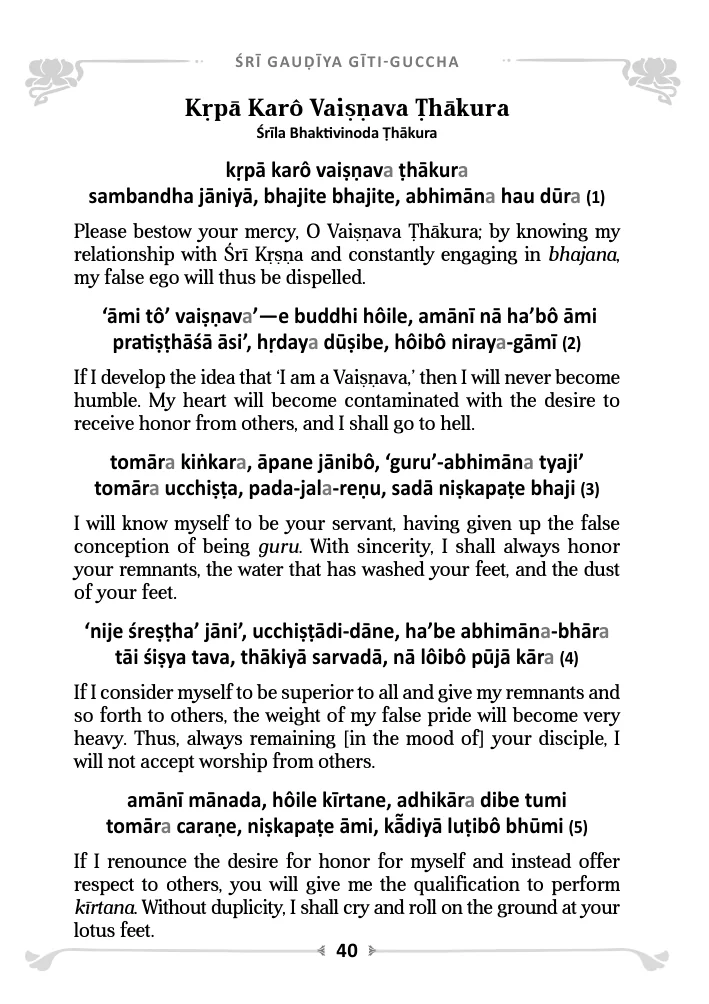 ŚRĪ GAUḌĪYA GĪTI-GUCCHA
Kṛpā Karô Vaiṣṇava Ṭhākura
Śrīla Bhaktivinoda Ṭhākura
kṛpā karô vaiṣṇava ṭhākura
sambandha jāniyā, bhajite bhajite, abhimāna hau dūra (1)
Please bestow your mercy, O Vaiṣṇava Ṭhākura; by knowing my
relationship with Śrī Kṛṣṇa and constantly engaging in bhajana,
my false ego will thus be dispelled.
‘āmi tô’ vaiṣṇava’—e buddhi hôile, amānī nā ha’bô āmi
pratiṣṭhāśā āsi’, hṛdaya dūṣibe, hôibô niraya-gāmī (2)
If I develop the idea that ‘I am a Vaiṣṇava,’ then I will never become
humble. My heart will become contaminated with the desire to
receive honor from others, and I shall go to hell.
tomāra kiṅkara, āpane jānibô, ‘guru’-abhimāna tyaji’
tomāra ucchiṣṭa, pada-jala-reṇu, sadā niṣkapaṭe bhaji (3)
I will know myself to be your servant, having given up the false
conception of being guru. With sincerity, I shall always honor
your remnants, the water that has washed your feet, and the dust
of your feet.
‘nije śreṣṭha’ jāni’, ucchiṣṭādi-dāne, ha’be abhimāna-bhāra
tāi śiṣya tava, thākiyā sarvadā, nā lôibô pūjā kāra (4)
If I consider myself to be superior to all and give my remnants and
so forth to others, the weight of my false pride will become very
heavy. Thus, always remaining [in the mood of] your disciple, I
will not accept worship from others.
amānī mānada, hôile kīrtane, adhikāra dibe tumi
tomāra caraṇe, niṣkapaṭe āmi, kā̃diyā luṭibô bhūmi (5)
If I renounce the desire for honor for myself and instead offer
respect to others, you will give me the qualification to perform
kīrtana. Without duplicity, I shall cry and roll on the ground at your
lotus feet.
40